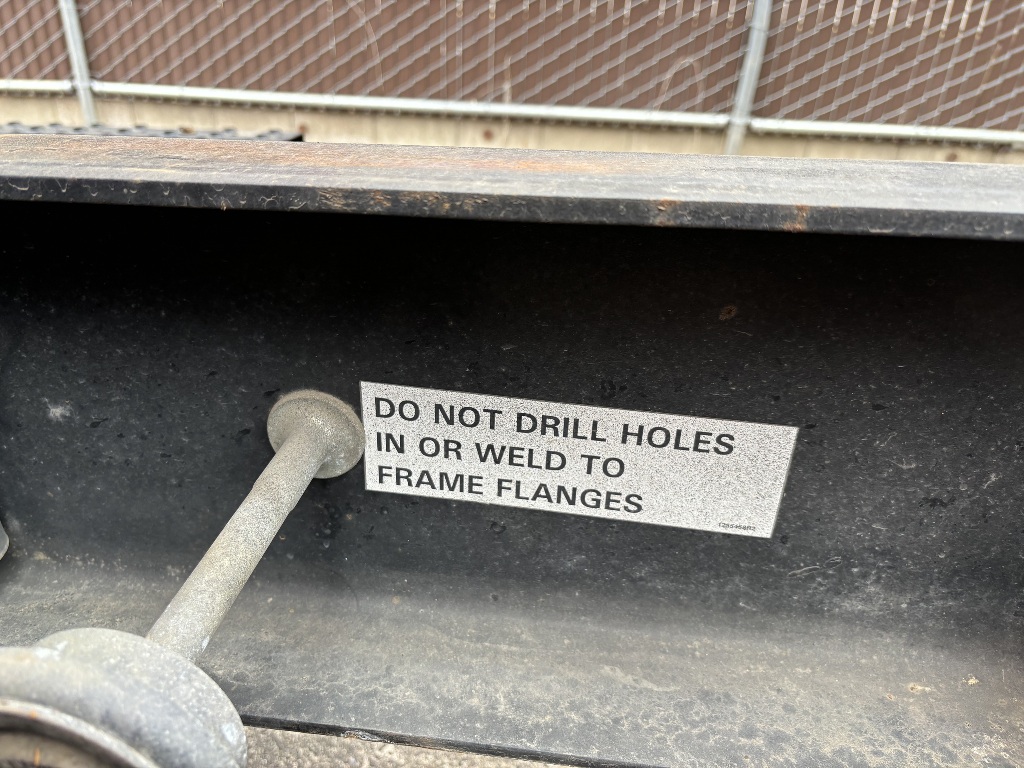 DO NOT DRILL HOLES
IN OR WELD TO
FRAME FLANGES